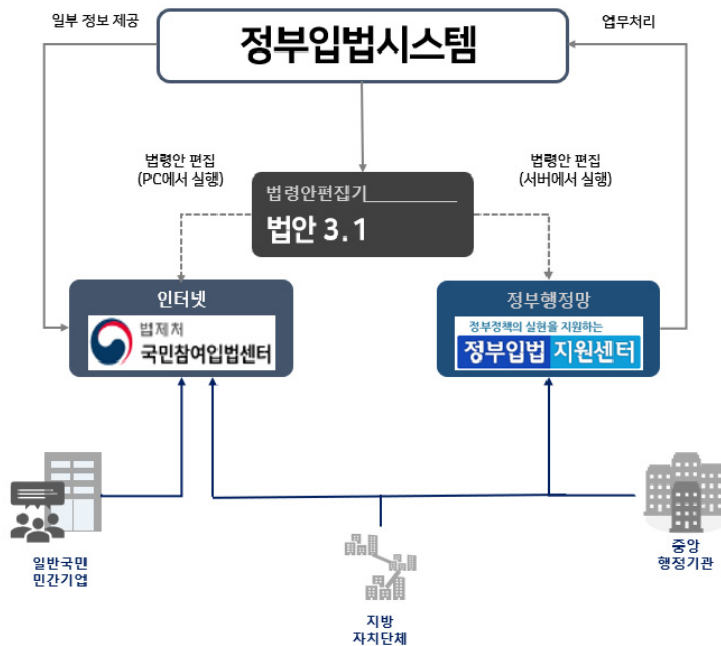 일부 정보 제공
정부입법시스템
업무처리
법령안 편집
(PC에서 실행)
법령안 편집
(서버에서 실행)
법령안편집기
법안 3.1
인터넷
법제처
국민참여입법센터
정부행정망
정부정책의 실현을 지원하는
정부입법 지원센터
일반국민
민간기업
지방
자치단체
중앙
행정기관